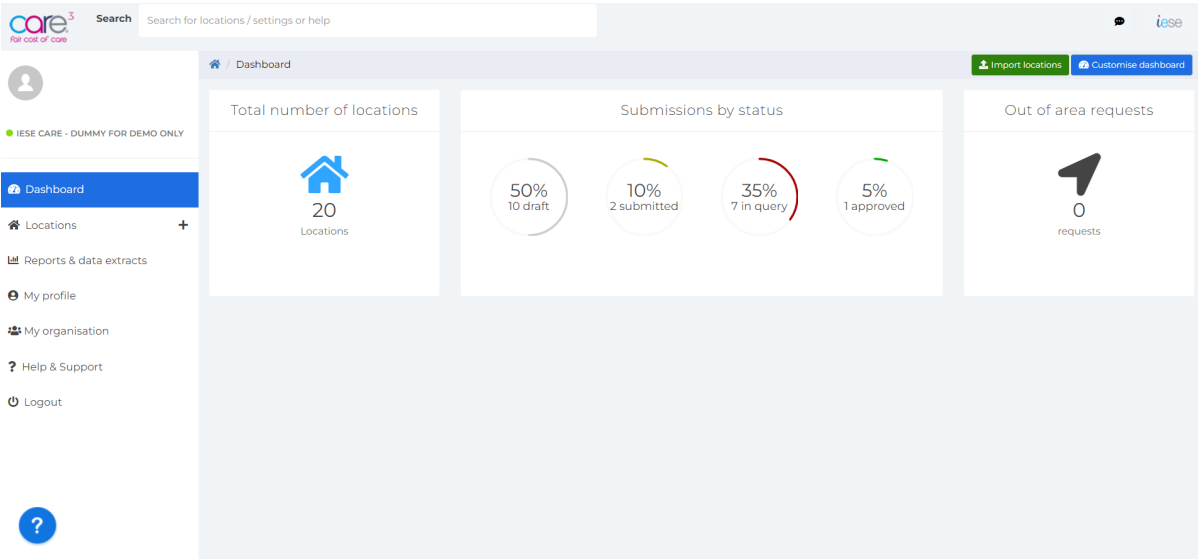 care3
fair cost of care
Search
Search for locations / settings or help
iese
IESE CARE - DUMMY FOR DEMO ONLY
/ Dashboard
Import locations
Customise dashboard
Dashboard
Locations +
Reports & data extracts
My profile
My organisation
? Help & Support
Logout
?
Total number of locations
20
Locations
Submissions by status
50%
10 draft
10%
2 submitted
35%
7 in query
5%
1 approved
Out of area requests
0
requests